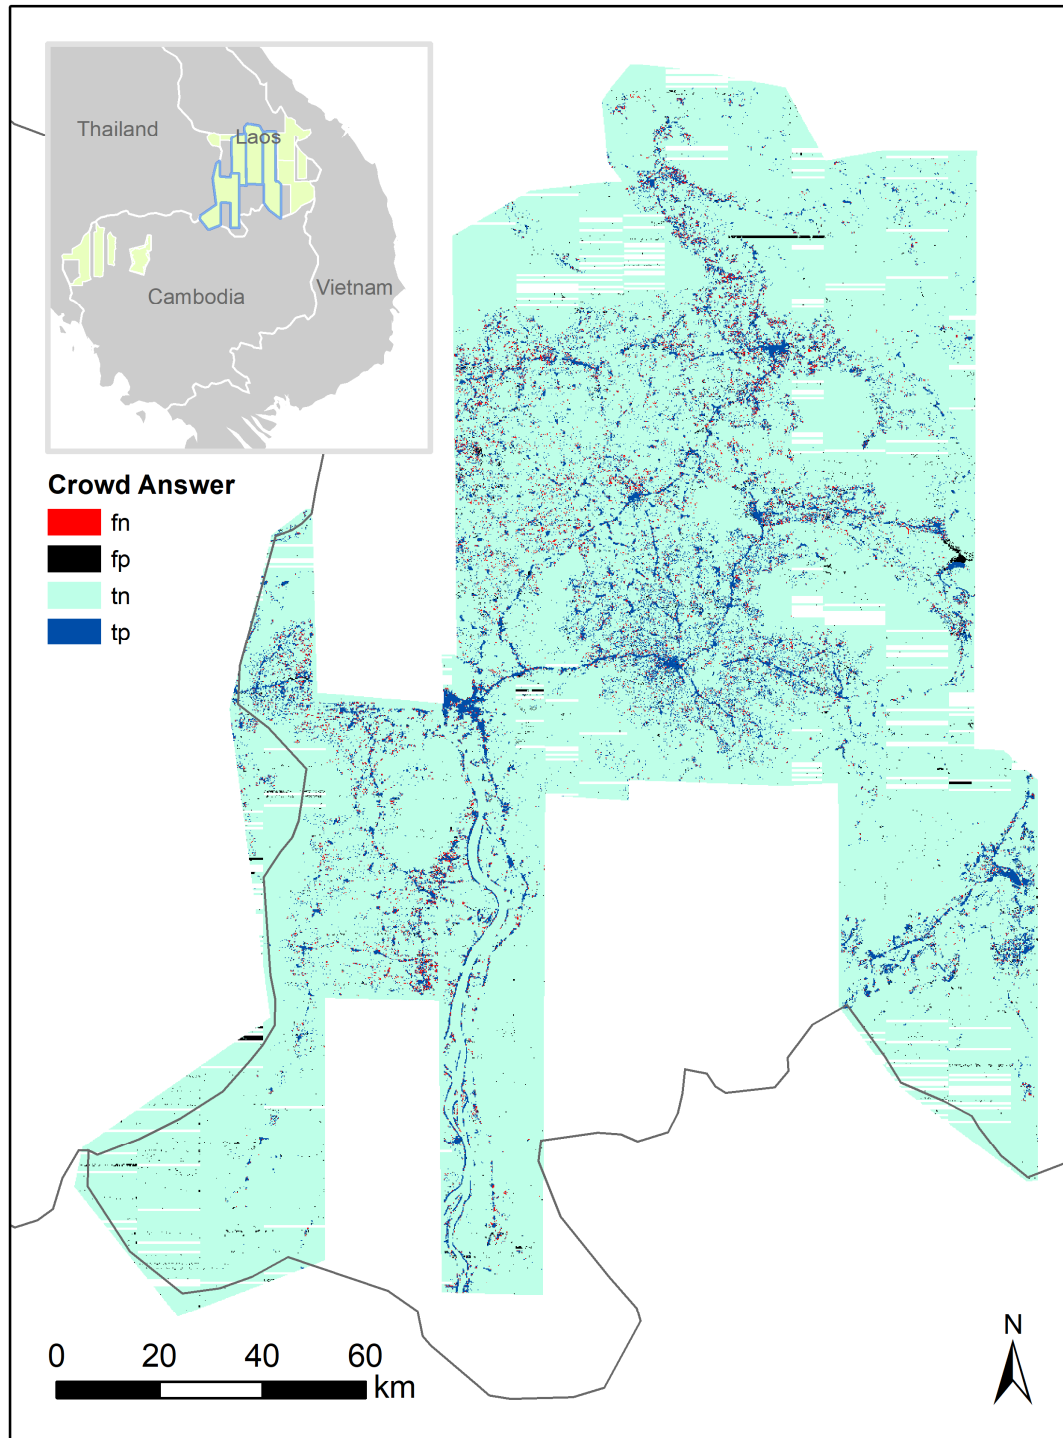 Thailand
Laos
Cambodia
Vietnam
Crowd Answer
fn
fp
tn
tp
0 20 40 60
km
N